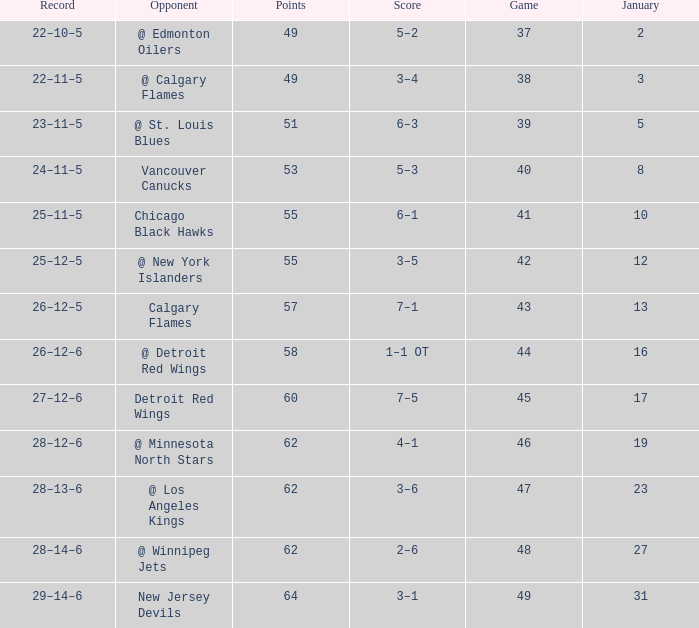 Record Opponent Points Score Game January
22–10–5 @ Edmonton Oilers 49 5–2 37 2
22–11–5 @ Calgary Flames 49 3–4 38 3
23–11–5 @ St. Louis Blues 51 6–3 39 5
24–11–5 Vancouver Canucks 53 5–3 40 8
25–11–5 Chicago Black Hawks 55 6–1 41 10
25–12–5 @ New York Islanders 55 3–5 42 12
26–12–5 Calgary Flames 57 7–1 43 13
26–12–6 @ Detroit Red Wings 58 1–1 OT 44 16
27–12–6 Detroit Red Wings 60 7–5 45 17
28–12–6 @ Minnesota North Stars 62 4–1 46 19
28–13–6 @ Los Angeles Kings 62 3–6 47 23
28–14–6 @ Winnipeg Jets 62 2–6 48 27
29–14–6 New Jersey Devils 64 3–1 49 31